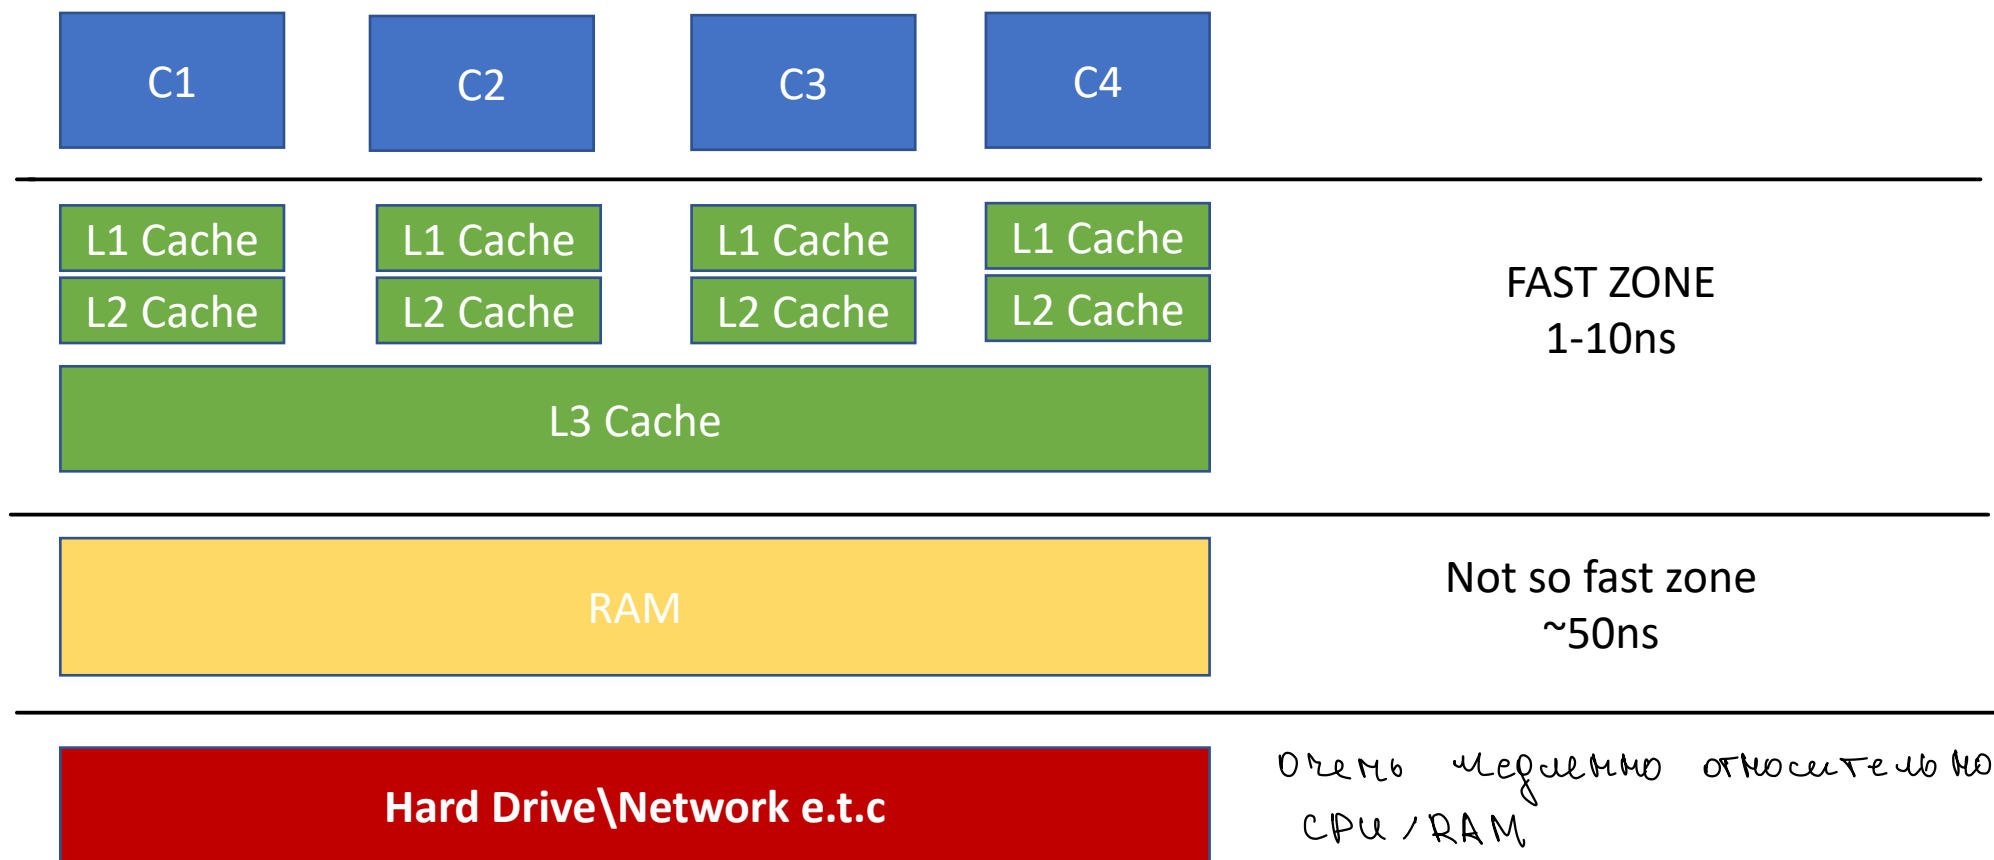 C1 C2 C3 C4
L1 Cache L1 Cache L1 Cache L1 Cache
L2 Cache L2 Cache L2 Cache L2 Cache
FAST ZONE
1-10ns
L3 Cache
RAM
Not so fast zone
~50ns
Hard Drive\Network e.t.c
очень медленно относительно
CPU / RAM